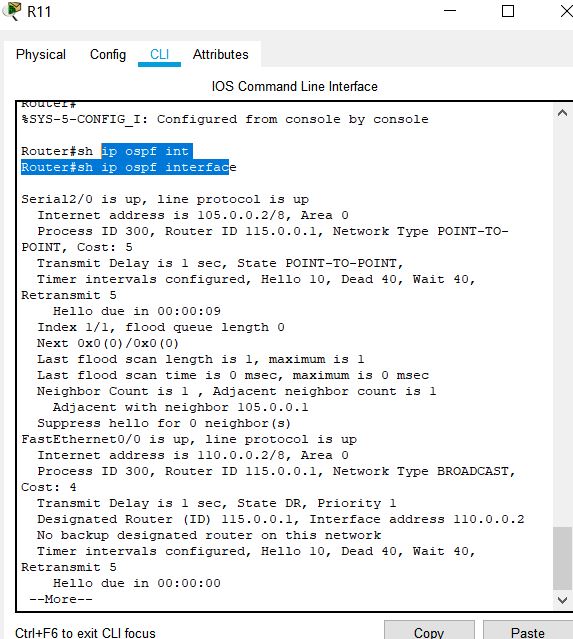 R11
Physical Config CLI Attributes
IOS Command Line Interface
Router#
%SYS-5-CONFIG_I: Configured from console by console
Router#sh ip ospf int
Router#sh ip ospf interface
Serial2/0 is up, line protocol is up
Internet address is 105.0.0.2/8, Area 0
Process ID 300, Router ID 115.0.0.1, Network Type POINT-TO-
POINT, Cost: 5
Transmit Delay is 1 sec, State POINT-TO-POINT,
Timer intervals configured, Hello 10, Dead 40, Wait 40,
Retransmit 5
Hello due in 00:00:09
Index 1/1, flood queue length 0
Next 0x0(0)/0x0(0)
Last flood scan length is 1, maximum is 1
Last flood scan time is 0 msec, maximum is 0 msec
Neighbor Count is 1 , Adjacent neighbor count is 1
Adjacent with neighbor 105.0.0.1
Suppress hello for 0 neighbor(s)
FastEthernet0/0 is up, line protocol is up
Internet address is 110.0.0.2/8, Area 0
Process ID 300, Router ID 115.0.0.1, Network Type BROADCAST,
Cost: 4
Transmit Delay is 1 sec, State DR, Priority 1
Designated Router (ID) 115.0.0.1, Interface address 110.0.0.2
No backup designated router on this network
Timer intervals configured, Hello 10, Dead 40, Wait 40,
Retransmit 5
Hello due in 00:00:00
--More--
Ctrl+F6 to exit CLI focus
Copy Paste